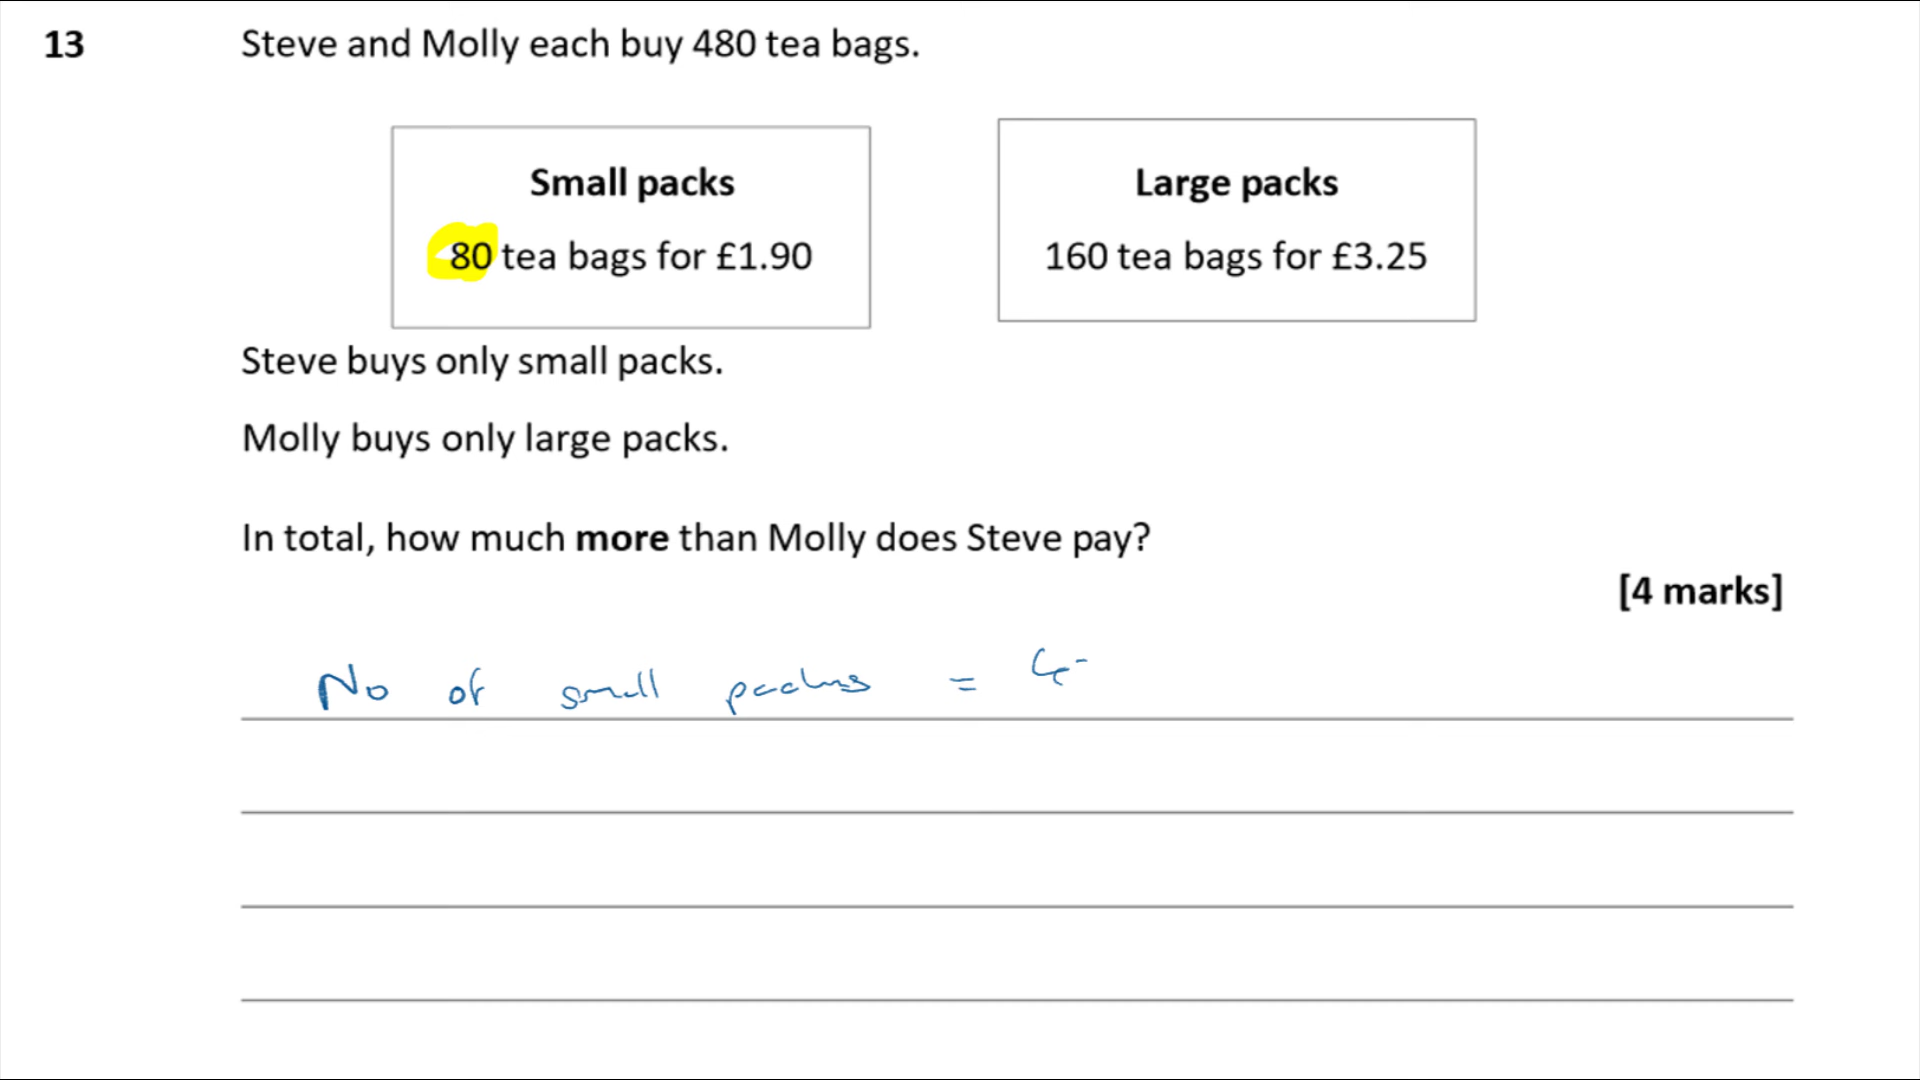 13 Steve and Molly each buy 480 tea bags.
Small packs
80 tea bags for £1.90
Large packs
160 tea bags for £3.25
Steve buys only small packs.
Molly buys only large packs.
In total, how much more than Molly does Steve pay?
[4 marks]
No of small packs =